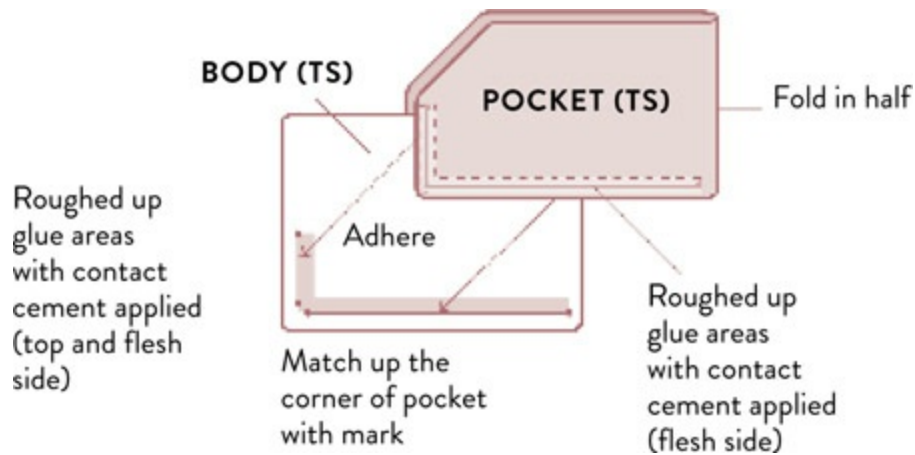 BODY (TS)
POCKET (TS)
Fold in half
Roughed up
glue areas
with contact
cement applied
(top and flesh
side)
Adhere
Match up the
corner of pocket
with mark
Roughed up
glue areas
with contact
cement applied
(flesh side)